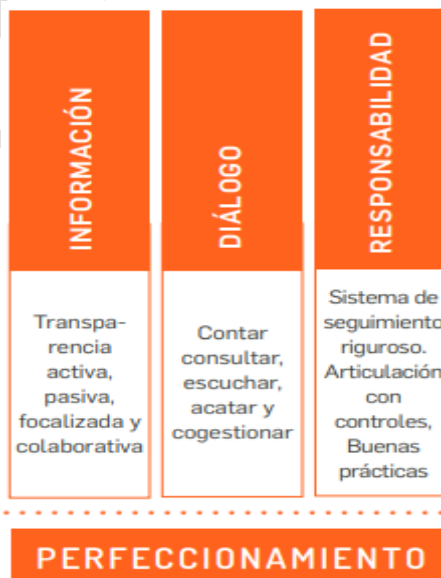 INFORMACIÓN
Transpa-
rencia
activa,
pasiva,
focalizada y
colaborativa
DIÁLOGO
Contar
consultar,
escuchar,
acatar y
cogestionar
RESPONSABILIDAD
Sistema de
seguimiento
riguroso.
Articulación
con
controles,
Buenas
prácticas
PERFECCIONAMIENTO